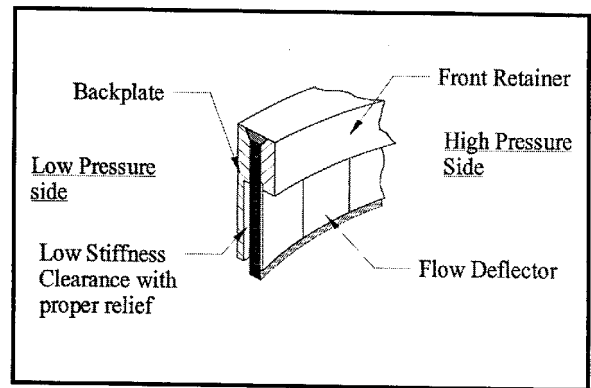 Backplate
Front Retainer
High Pressure
Side
Low Pressure
side
Low Stiffness
Clearance with
proper relief
Flow Deflector